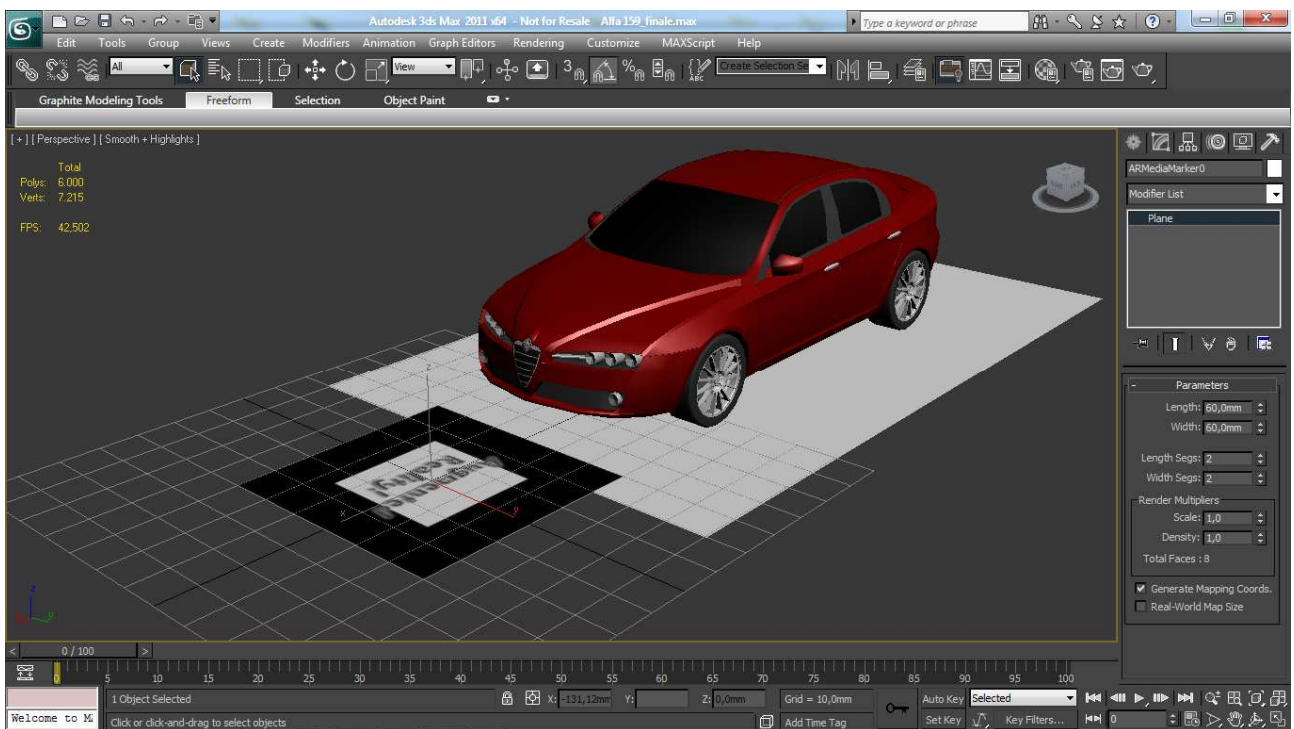 Autodesk 3ds Max 2011 x64 - Not for Resale Alfa 159_finale.max
Type a keyword or phrase
Edit Tools Group Views Create Modifiers Animation Graph Editors Rendering Customize MAXScript Help
All View Create Selection Se
Graphite Modeling Tools Freeform Selection Object Paint
[ + ] [ Perspective ] [ Smooth + Highlights ]
Total
Polys: 6.000
Verts: 7.215
FPS: 42,502
Augmented
Reality!
z
x
y
z
y
ARMediaMarker0
Modifier List
Plane
- Parameters
Length: 60,0mm
Width: 60,0mm
Length Segs: 2
Width Segs: 2
Render Multipliers
Scale: 1,0
Density: 1,0
Total Faces : 8
Generate Mapping Coords.
Real-World Map Size
< 0 / 100 >
0 5 10 15 20 25 30 35 40 45 50 55 60 65 70 75 80 85 90 95 100
1 Object Selected X: -131,12mm Y: Z: 0,0mm Grid = 10,0mm Auto Key Selected
Welcome to M Click or click-and-drag to select objects Add Time Tag Set Key Key Filters... 0